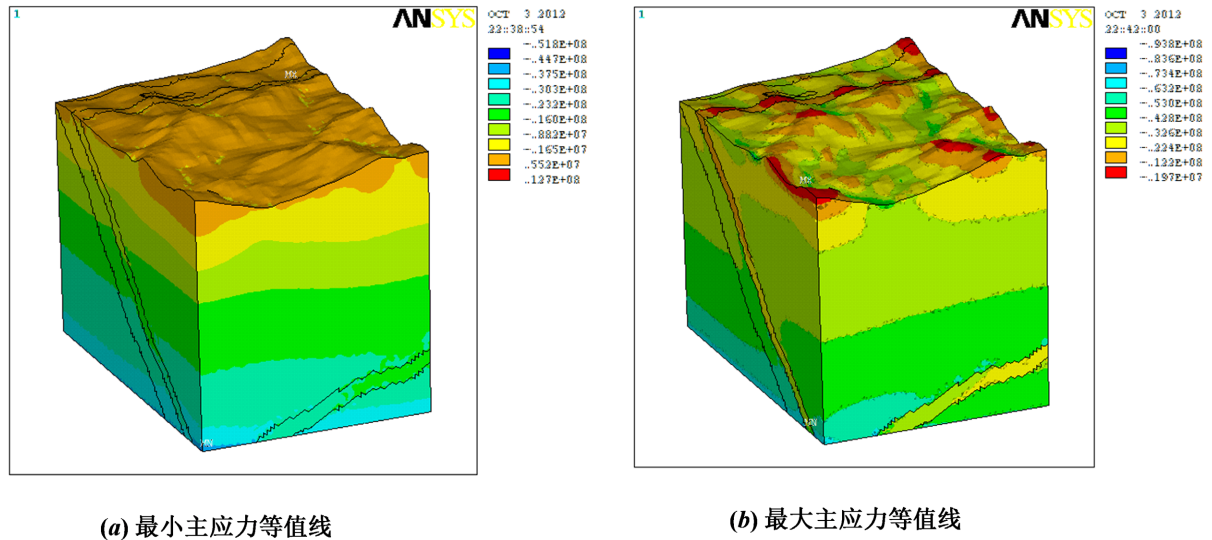 1
ANSYS
OCT 3 2012
22:38:54
-.518E+08
-.447E+08
-.375E+08
-.303E+08
-.232E+08
-.160E+08
-.882E+07
-.165E+07
.552E+07
.127E+08
MX
MN
(a) 最小主应力等值线
1
ANSYS
OCT 3 2012
22:42:00
-.938E+08
-.836E+08
-.734E+08
-.632E+08
-.530E+08
-.428E+08
-.326E+08
-.224E+08
-.122E+08
-.197E+07
MX
MN
(b) 最大主应力等值线